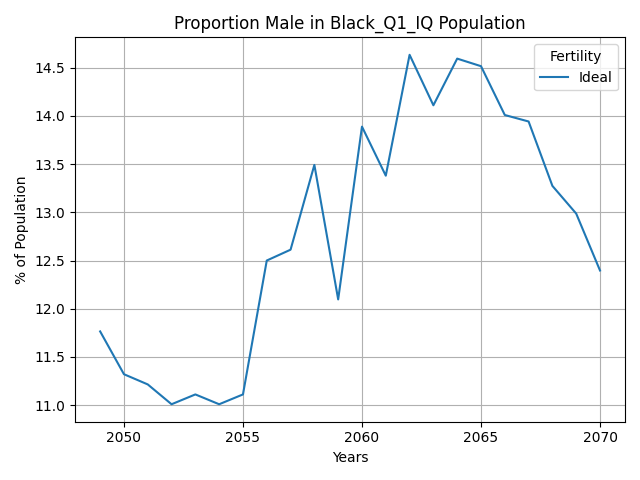 Proportion Male in Black_Q1_IQ Population
Fertility
Ideal
% of Population
14.5
14.0
13.5
13.0
12.5
12.0
11.5
11.0
2050 2055 2060 2065 2070
Years